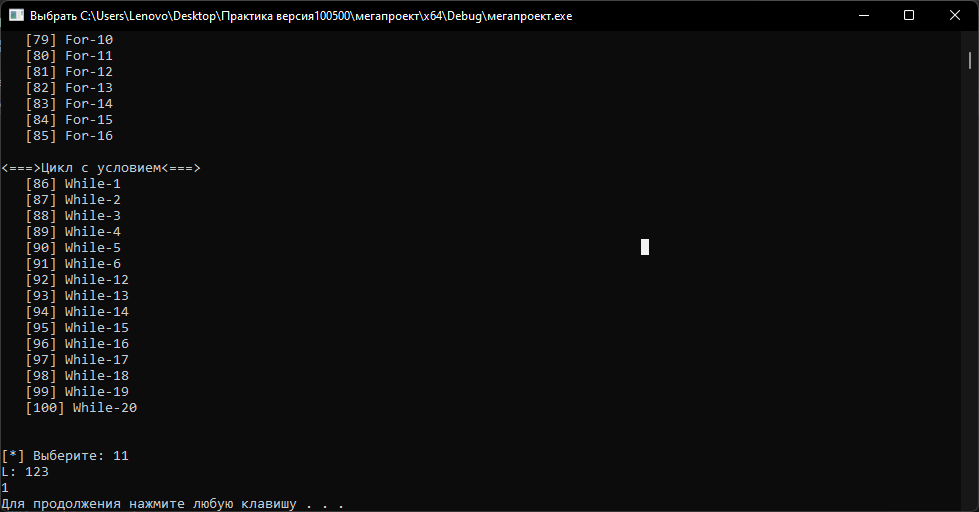 Выбрать C:\Users\Lenovo\Desktop\Практика версия100500\мегапроект\x64\Debug\мегапроект.exe
[79] For-10
[80] For-11
[81] For-12
[82] For-13
[83] For-14
[84] For-15
[85] For-16
<===>Цикл с условием<===>
[86] While-1
[87] While-2
[88] While-3
[89] While-4
[90] While-5
[91] While-6
[92] While-12
[93] While-13
[94] While-14
[95] While-15
[96] While-16
[97] While-17
[98] While-18
[99] While-19
[100] While-20
[*] Выберите: 11
L: 123
1
Для продолжения нажмите любую клавишу . . .